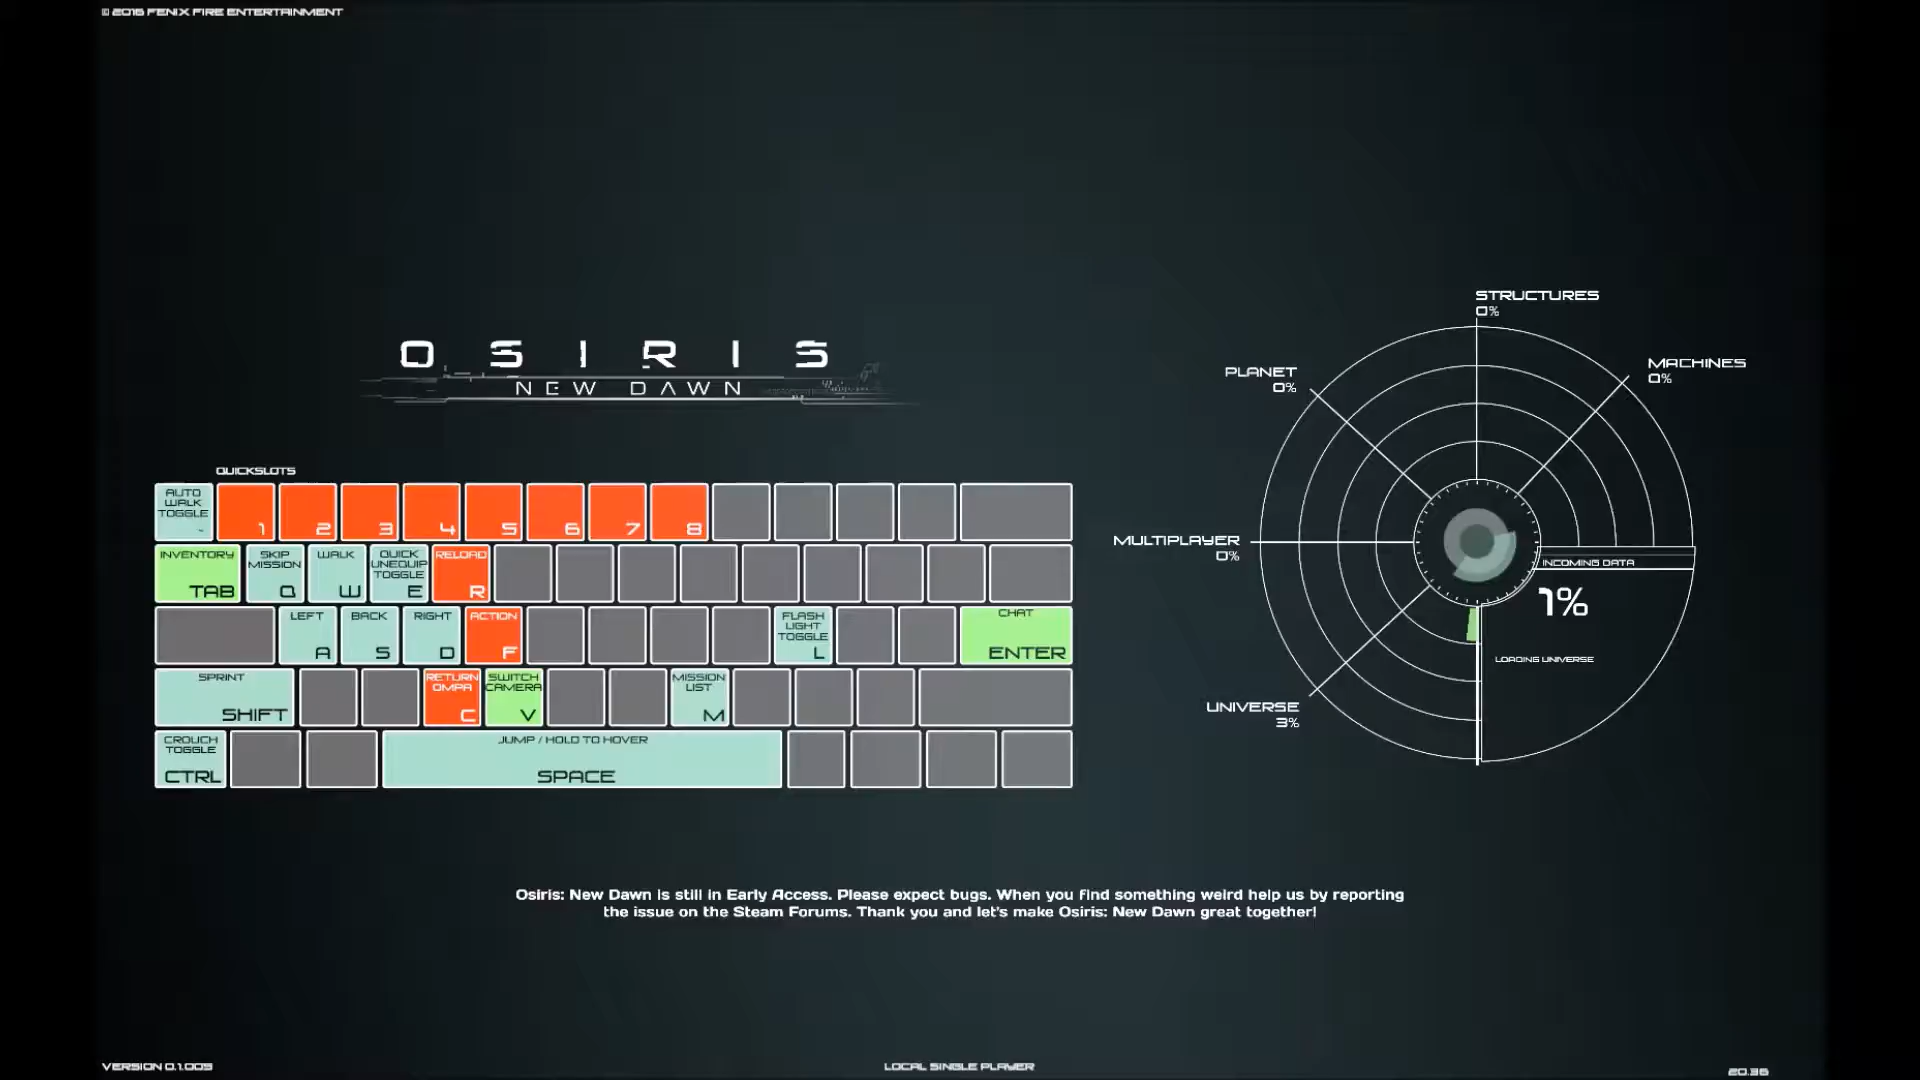 © 2016 FENIX FIRE ENTERTAINMENT
STRUCTURES
0%
MACHINES
0%
PLANET
0%
OSIRIS
NEW DAWN
QUICKSLOTS
AUTO
WALK
TOGGLE
1 2 3 4 5 6 7 8
MULTIPLAYER
0%
INCOMING DATA
1%
LOADING UNIVERSE
INVENTORY
TAB
SKIP
MISSION
Q
WALK
W
QUICK
UNEQUIP
TOGGLE
E
RELOAD
R
LEFT
A
BACK
S
RIGHT
D
ACTION
F
FLASH
LIGHT
TOGGLE
L
CHAT
ENTER
SPRINT
SHIFT
RETURN
OMPA
C
SWITCH
CAMERA
V
MISSION
LIST
M
UNIVERSE
3%
CROUCH
TOGGLE
CTRL
JUMP / HOLD TO HOVER
SPACE
Osiris: New Dawn is still in Early Access. Please expect bugs. When you find something weird help us by reporting
the issue on the Steam Forums. Thank you and let's make Osiris: New Dawn great together!
VERSION 0.1.005
LOCAL SINGLE PLAYER
20.36